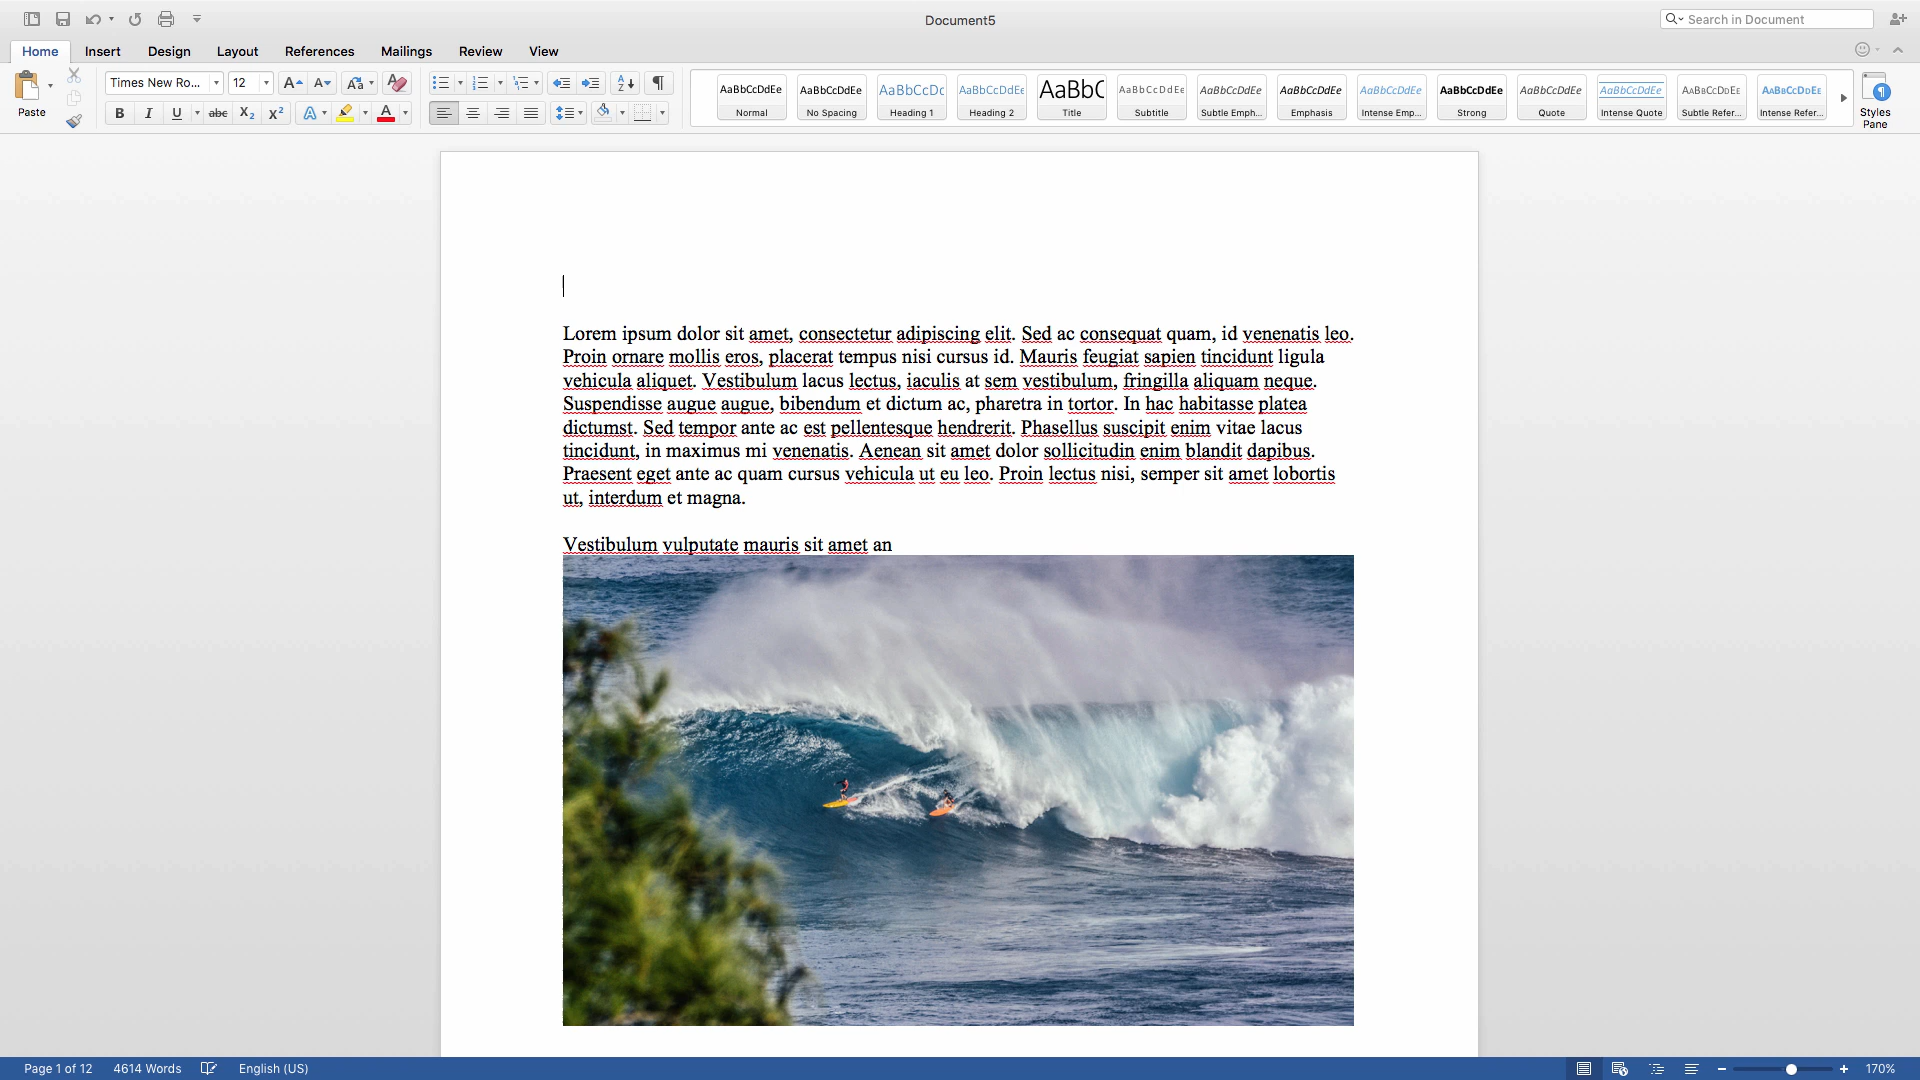 Document5
Search in Document
Home Insert Design Layout References Mailings Review View
Paste
Times New Ro... 12
A A Aa A
A Z ¶
B I U abc X2 X2 A A
AaBbCcDdEe AaBbCcDdEe AaBbCcDc AaBbCcDdEe AaBbC AaBbCcDdEe AaBbCcDdEe AaBbCcDdEe AaBbCcDdEe AaBbCcDdEe AaBbCcDdEe AaBbCcDdEe AaBbCcDdEe AaBbCcDdEe
Normal No Spacing Heading 1 Heading 2 Title Subtitle Subtle Emph... Emphasis Intense Emp... Strong Quote Intense Quote Subtle Refer... Intense Refer...
Styles
Pane
Lorem ipsum dolor sit amet, consectetur adipiscing elit. Sed ac consequat quam, id venenatis leo.
Proin ornare mollis eros, placerat tempus nisi cursus id. Mauris feugiat sapien tincidunt ligula
vehicula aliquet. Vestibulum lacus lectus, iaculis at sem vestibulum, fringilla aliquam neque.
Suspendisse augue augue, bibendum et dictum ac, pharetra in tortor. In hac habitasse platea
dictumst. Sed tempor ante ac est pellentesque hendrerit. Phasellus suscipit enim vitae lacus
tincidunt, in maximus mi venenatis. Aenean sit amet dolor sollicitudin enim blandit dapibus.
Praesent eget ante ac quam cursus vehicula ut eu leo. Proin lectus nisi, semper sit amet lobortis
ut, interdum et magna.
Vestibulum vulputate mauris sit amet an
Page 1 of 12 4614 Words English (US) 170%